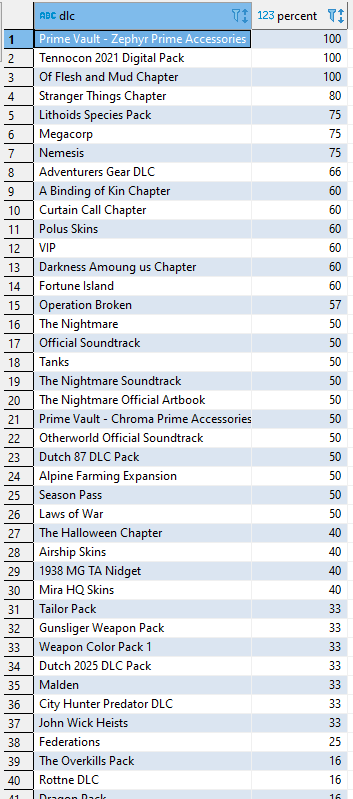 ABC dlc 123 percent
1 Prime Vault - Zephyr Prime Accessories 100
2 Tennocon 2021 Digital Pack 100
3 Of Flesh and Mud Chapter 100
4 Stranger Things Chapter 80
5 Lithoids Species Pack 75
6 Megacorp 75
7 Nemesis 75
8 Adventurers Gear DLC 66
9 A Binding of Kin Chapter 60
10 Curtain Call Chapter 60
11 Polus Skins 60
12 VIP 60
13 Darkness Amoung us Chapter 60
14 Fortune Island 60
15 Operation Broken 57
16 The Nightmare 50
17 Official Soundtrack 50
18 Tanks 50
19 The Nightmare Soundtrack 50
20 The Nightmare Official Artbook 50
21 Prime Vault - Chroma Prime Accessories 50
22 Otherworld Official Soundtrack 50
23 Dutch 87 DLC Pack 50
24 Alpine Farming Expansion 50
25 Season Pass 50
26 Laws of War 50
27 The Halloween Chapter 40
28 Airship Skins 40
29 1938 MG TA Nidget 40
30 Mira HQ Skins 40
31 Tailor Pack 33
32 Gunsliger Weapon Pack 33
33 Weapon Color Pack 1 33
34 Dutch 2025 DLC Pack 33
35 Malden 33
36 City Hunter Predator DLC 33
37 John Wick Heists 33
38 Federations 25
39 The Overkills Pack 16
40 Rottne DLC 16
41 Dragon Pack 16